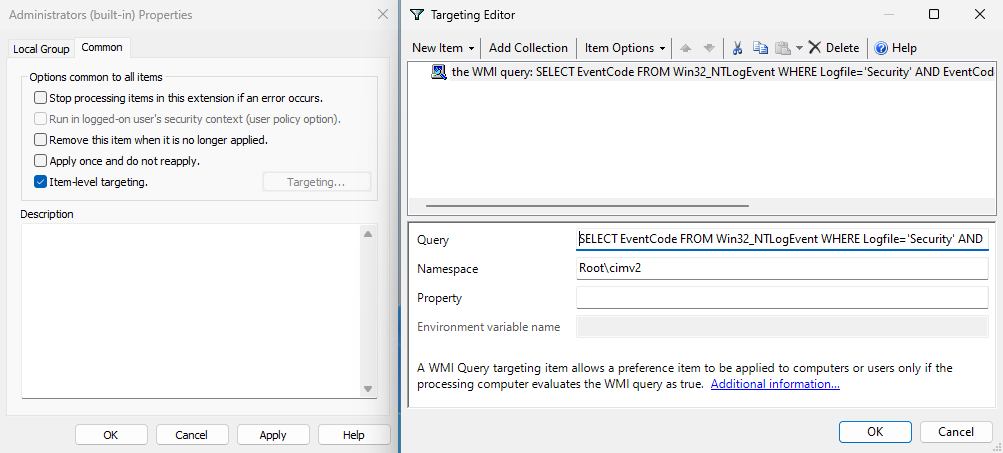 Administrators (built-in) Properties
Local Group
Common
Options common to all items
Stop processing items in this extension if an error occurs.
Run in logged-on user's security context (user policy option).
Remove this item when it is no longer applied.
Apply once and do not reapply.
Item-level targeting.
Targeting...
Description
OK
Cancel
Apply
Help
Targeting Editor
New Item
Add Collection
Item Options
Delete
Help
the WMI query: SELECT EventCode FROM Win32_NTLogEvent WHERE Logfile='Security' AND EventCod
Query
SELECT EventCode FROM Win32_NTLogEvent WHERE Logfile='Security' AND
Namespace
Root\cimv2
Property
Environment variable name
A WMI Query targeting item allows a preference item to be applied to computers or users only if the
processing computer evaluates the WMI query as true. Additional information...
OK
Cancel